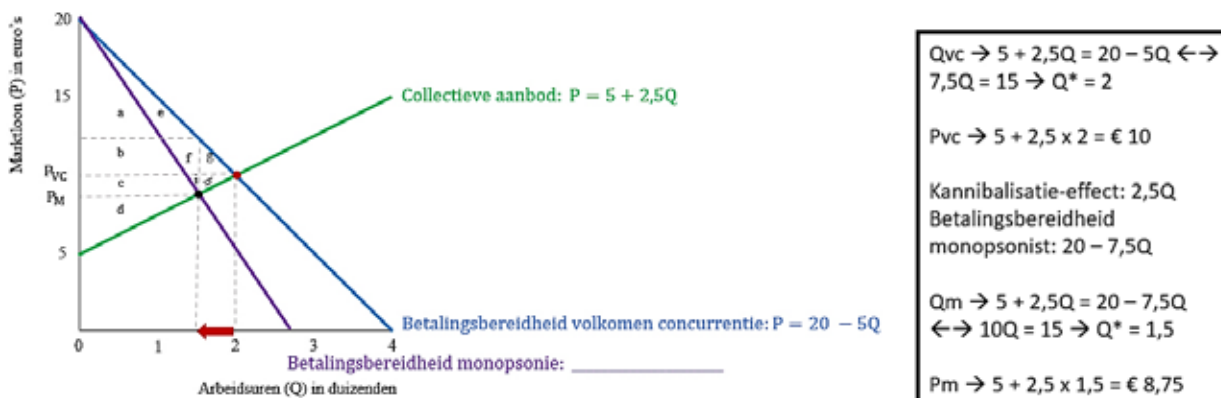 Marktloon (P) in euro's
20
15
P_VC
P_M
5
a
e
b
f
g
c
d
Collectieve aanbod: P = 5 + 2,5Q
Betalingsbereidheid volkomen concurrentie: P = 20 − 5Q
0
1
2
3
4
Betalingsbereidheid monopsonie: ____________
Arbeidsuren (Q) in duizenden
Qvc → 5 + 2,5Q = 20 – 5Q ←→
7,5Q = 15 → Q* = 2
Pvc → 5 + 2,5 x 2 = € 10
Kannibalisatie-effect: 2,5Q
Betalingsbereidheid
monopsonist: 20 – 7,5Q
Qm → 5 + 2,5Q = 20 – 7,5Q
←→ 10Q = 15 → Q* = 1,5
Pm → 5 + 2,5 x 1,5 = € 8,75